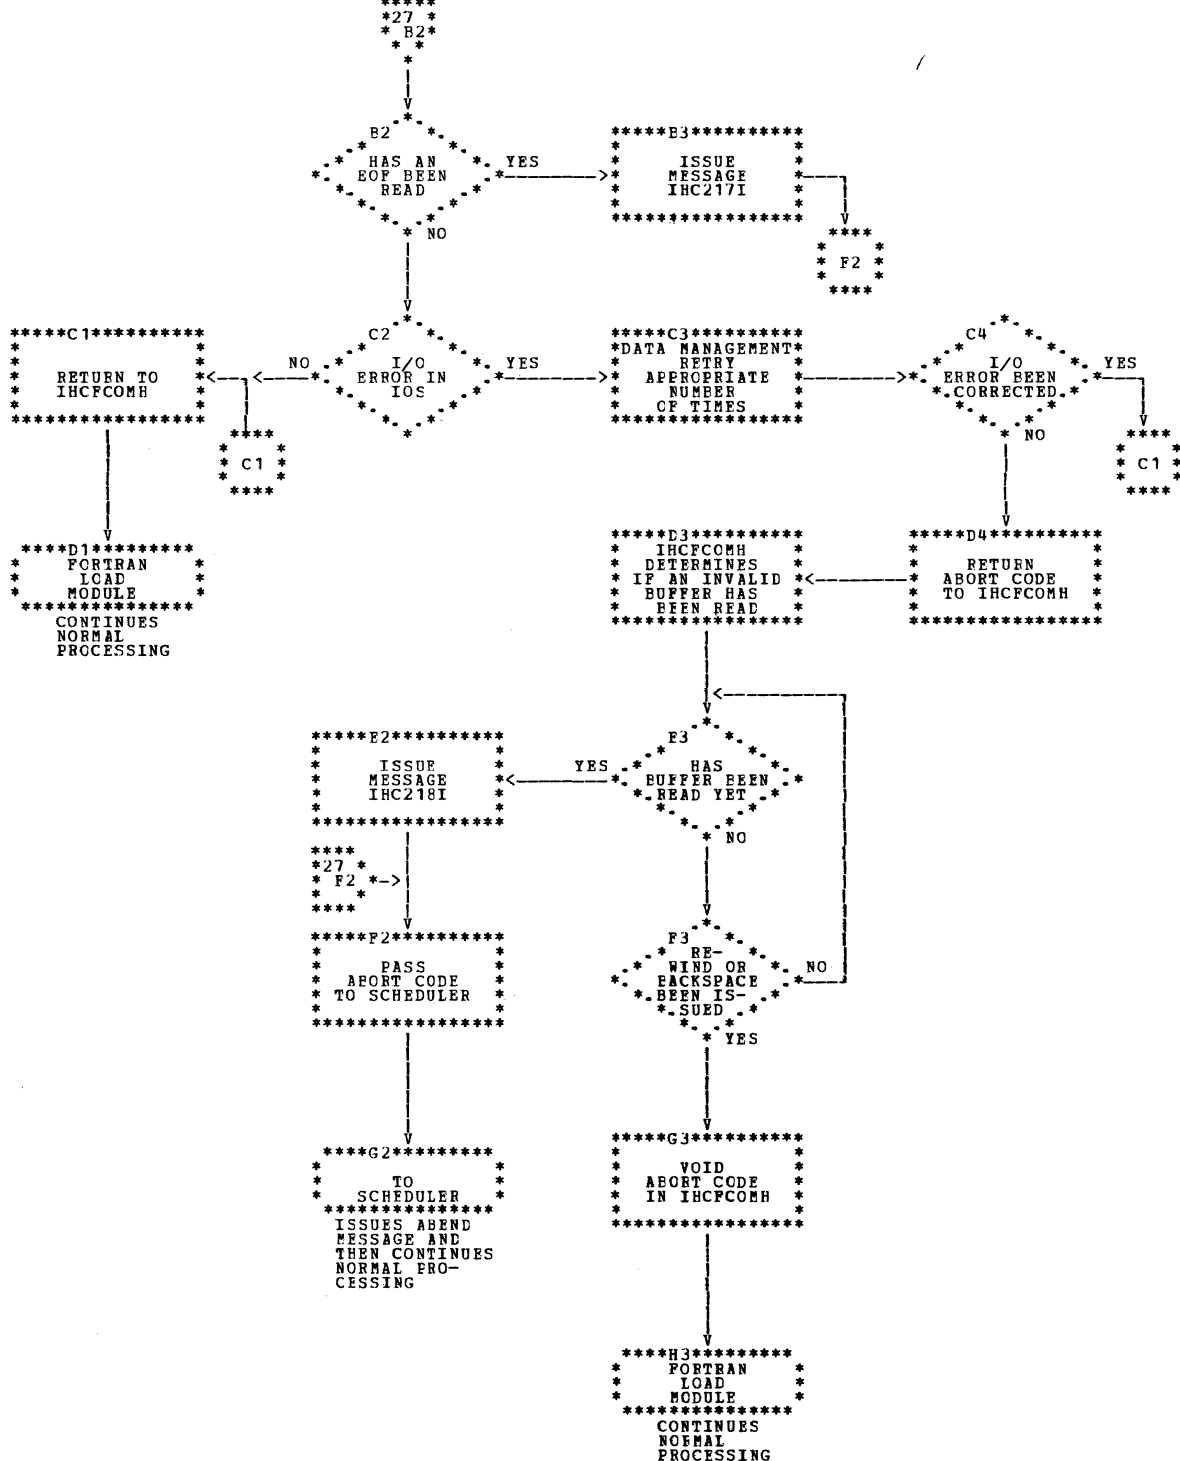 27
B2
B2
HAS AN
EOF BEEN
READ
YES
NO
B3
ISSUE
MESSAGE
IHC217I
F2
C1
RETURN TO
IHCFCOMH
C1
NO
C2
I/O
ERROR IN
IOS
YES
C3
DATA MANAGEMENT
RETRY
APPROPRIATE
NUMBER
OF TIMES
C4
I/O
ERROR BEEN
CORRECTED
YES
NO
C1
D1
FORTRAN
LOAD
MODULE
CONTINUES
NORMAL
PROCESSING
D3
IHCFCOMH
DETERMINES
IF AN INVALID
BUFFER HAS
BEEN READ
D4
RETURN
ABORT CODE
TO IHCFCOMH
E2
ISSUE
MESSAGE
IHC218I
YES
E3
HAS
BUFFER BEEN
READ YET
NO
27
F2
F2
PASS
ABORT CODE
TO SCHEDULER
F3
RE-
WIND OR
BACKSPACE
BEEN IS-
SUED
NO
YES
G2
TO
SCHEDULER
ISSUES ABEND
MESSAGE AND
THEN CONTINUES
NORMAL PRO-
CESSING
G3
VOID
ABORT CODE
IN IHCFCOMH
H3
FORTRAN
LOAD
MODULE
CONTINUES
NORMAL
PROCESSING